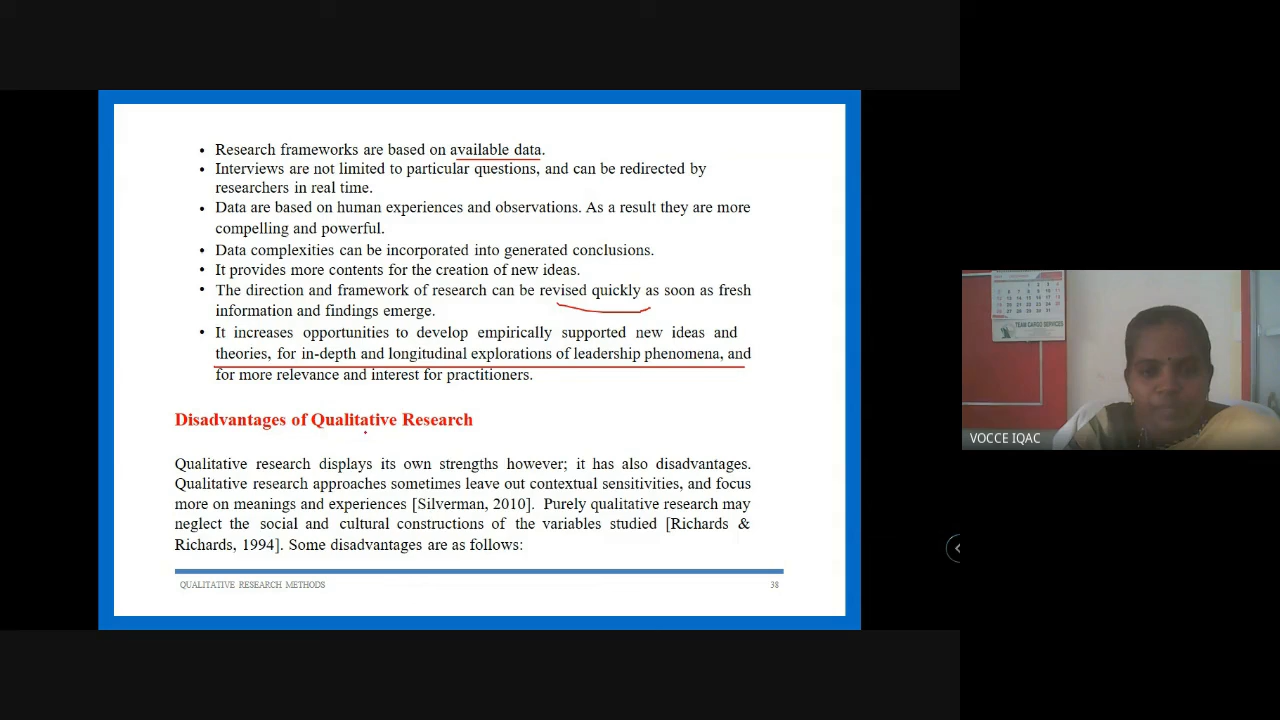 • Research frameworks are based on available data.
• Interviews are not limited to particular questions, and can be redirected by
researchers in real time.
• Data are based on human experiences and observations. As a result they are more
compelling and powerful.
• Data complexities can be incorporated into generated conclusions.
• It provides more contents for the creation of new ideas.
• The direction and framework of research can be revised quickly as soon as fresh
information and findings emerge.
• It increases opportunities to develop empirically supported new ideas and
theories, for in-depth and longitudinal explorations of leadership phenomena, and
for more relevance and interest for practitioners.
Disadvantages of Qualitative Research
Qualitative research displays its own strengths however; it has also disadvantages.
Qualitative research approaches sometimes leave out contextual sensitivities, and focus
more on meanings and experiences [Silverman, 2010]. Purely qualitative research may
neglect the social and cultural constructions of the variables studied [Richards &
Richards, 1994]. Some disadvantages are as follows:
QUALITATIVE RESEARCH METHODS 38
TEAM CARGO SERVICES
VOCCE IQAC